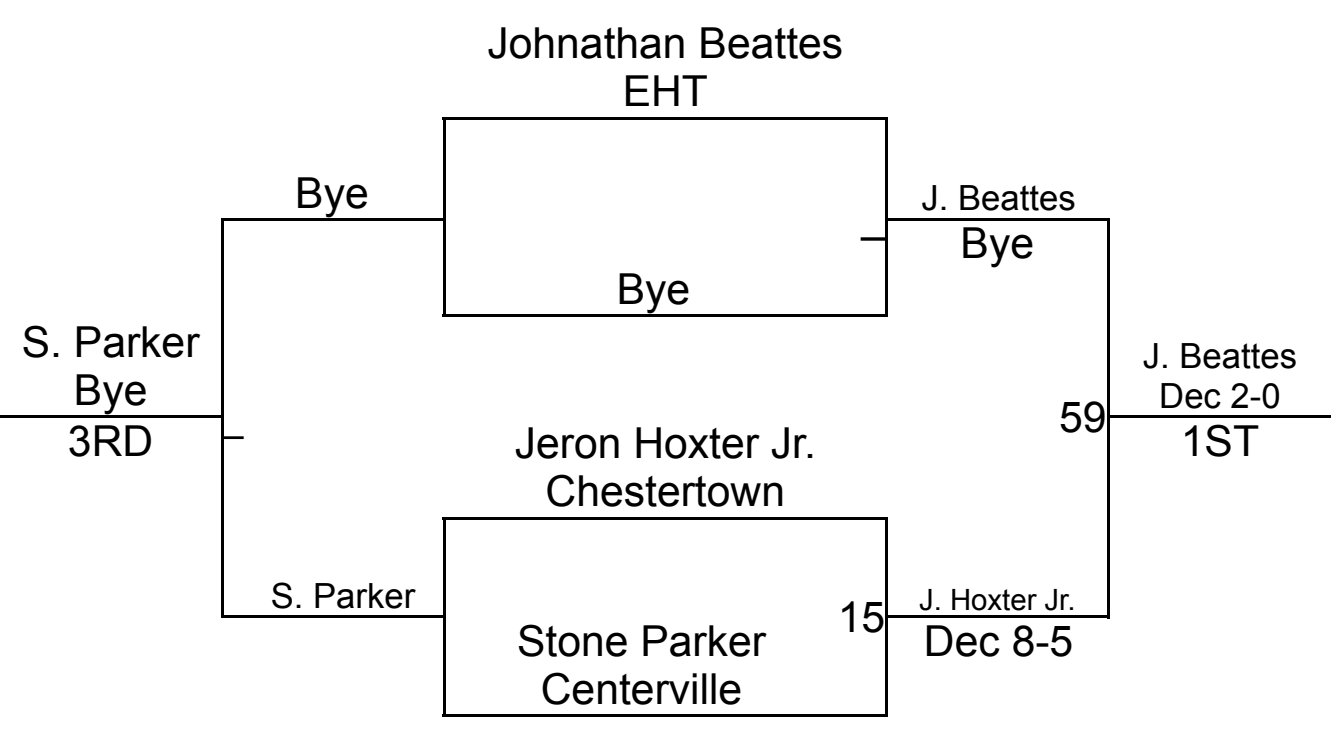 Johnathan Beattes
EHT
Bye
J. Beattes
–
Bye
Bye
S. Parker
Bye
3RD
–
J. Beattes
Dec 2-0
59
1ST
Jeron Hoxter Jr.
Chestertown
S. Parker
15
J. Hoxter Jr.
Dec 8-5
Stone Parker
Centerville